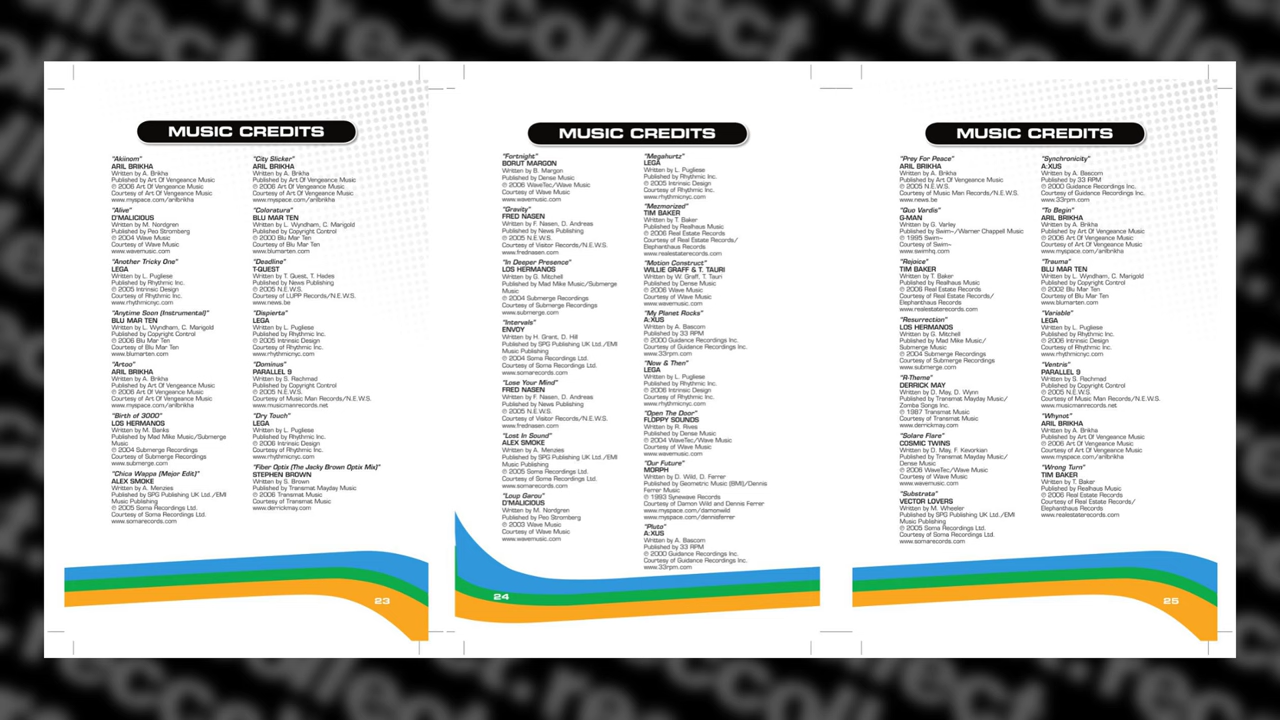 MUSIC CREDITS
"Akiinom"
ARIL BRIKHA
Written by A. Brikha
Published by Art Of Vengeance Music
℗ 2006 Art Of Vengeance Music
Courtesy of Art Of Vengeance Music
www.myspace.com/arilbrikha
"Alive"
D'MALICIOUS
Written by M. Nordgren
Published by Peo Stromberg
℗ 2004 Wave Music
Courtesy of Wave Music
www.wavemusic.com
"Another Tricky One"
LEGA
Written by L. Pugliese
Published by Rhythmic Inc.
℗ 2005 Intrinsic Design
Courtesy of Rhythmic Inc.
www.rhythmicnyc.com
"Anytime Soon (Instrumental)"
BLU MAR TEN
Written by L. Wyndham, C. Marigold
Published by Copyright Control
℗ 2006 Blu Mar Ten
Courtesy of Blu Mar Ten
www.blumarten.com
"Artoo"
ARIL BRIKHA
Written by A. Brikha
Published by Art Of Vengeance Music
℗ 2006 Art Of Vengeance Music
Courtesy of Art Of Vengeance Music
www.myspace.com/arilbrikha
"Birth of 3000"
LOS HERMANOS
Written by M. Banks
Published by Mad Mike Music/Submerge
Music
℗ 2004 Submerge Recordings
Courtesy of Submerge Recordings
www.submerge.com
"Chica Wappa (Mejor Edit)"
ALEX SMOKE
Written by A. Menzies
Published by SPG Publishing UK Ltd./EMI
Music Publishing
℗ 2005 Soma Recordings Ltd.
Courtesy of Soma Recordings Ltd.
www.somarecords.com
"City Slicker"
ARIL BRIKHA
Written by A. Brikha
Published by Art Of Vengeance Music
℗ 2006 Art Of Vengeance Music
Courtesy of Art Of Vengeance Music
www.myspace.com/arilbrikha
"Coloratura"
BLU MAR TEN
Written by L. Wyndham, C. Marigold
Published by Copyright Control
℗ 2000 Blu Mar Ten
Courtesy of Blu Mar Ten
www.blumarten.com
"Deadline"
T-QUEST
Written by T. Guest, T. Hades
Published by News Publishing
℗ 2005 N.E.W.S.
Courtesy of LUPP Records/N.E.W.S.
www.news.be
"Dispierta"
LEGA
Written by L. Pugliese
Published by Rhythmic Inc.
℗ 2005 Intrinsic Design
Courtesy of Rhythmic Inc.
www.rhythmicnyc.com
"Dominus"
PARALLEL 9
Written by S. Rachmad
Published by Copyright Control
℗ 2005 N.E.W.S.
Courtesy of Music Man Records/N.E.W.S.
www.musicmanrecords.net
"Dry Touch"
LEGA
Written by L. Pugliese
Published by Rhythmic Inc.
℗ 2006 Intrinsic Design
Courtesy of Rhythmic Inc.
www.rhythmicnyc.com
"Fiber Optix (The Jacky Brown Optix Mix)"
STEPHEN BROWN
Written by S. Brown
Published by Transmat Mayday Music
℗ 2006 Transmat Music
Courtesy of Transmat Music
www.derrickmay.com
23
MUSIC CREDITS
"Fortnight"
BORUT MARGON
Written by B. Margon
Published by Dense Music
℗ 2006 WaveTec/Wave Music
Courtesy of Wave Music
www.wavemusic.com
"Gravity"
FRED NASEN
Written by F. Nasen, D. Andreas
Published by News Publishing
℗ 2005 N.E.W.S.
Courtesy of Visitor Records/N.E.W.S.
www.frednasen.com
"In Deeper Presence"
LOS HERMANOS
Written by G. Mitchell
Published by Mad Mike Music/Submerge
Music
℗ 2004 Submerge Recordings
Courtesy of Submerge Recordings
www.submerge.com
"Intervals"
ENVOY
Written by H. Grant, D. Hill
Published by SPG Publishing UK Ltd./EMI
Music Publishing
℗ 2004 Soma Recordings Ltd.
Courtesy of Soma Recordings Ltd.
www.somarecords.com
"Lose Your Mind"
FRED NASEN
Written by F. Nasen, D. Andreas
Published by News Publishing
℗ 2005 N.E.W.S.
Courtesy of Visitor Records/N.E.W.S.
www.frednasen.com
"Lost In Sound"
ALEX SMOKE
Written by A. Menzies
Published by SPG Publishing UK Ltd./EMI
Music Publishing
℗ 2005 Soma Recordings Ltd.
Courtesy of Soma Recordings Ltd.
www.somarecords.com
"Loup Garou"
D'MALICIOUS
Written by M. Nordgren
Published by Peo Stromberg
℗ 2003 Wave Music
Courtesy of Wave Music
www.wavemusic.com
"Megahurtz"
LEGA
Written by L. Pugliese
Published by Rhythmic Inc.
℗ 2005 Intrinsic Design
Courtesy of Rhythmic Inc.
www.rhythmicnyc.com
"Mezmorized"
TIM BAKER
Written by T. Baker
Published by Realhaus Music
℗ 2006 Real Estate Records
Courtesy of Real Estate Records/
Elephanthaus Records
www.realestaterecords.com
"Motion Construct"
WILLIE GRAFF & T. TAURI
Written by W. Graff, T. Tauri
Published by Dense Music
℗ 2006 Wave Music
Courtesy of Wave Music
www.wavemusic.com
"My Planet Rocks"
A:XUS
Written by A. Bascom
Published by 33 RPM
℗ 2000 Guidance Recordings Inc.
Courtesy of Guidance Recordings Inc.
www.33rpm.com
"Now & Then"
LEGA
Written by L. Pugliese
Published by Rhythmic Inc.
℗ 2006 Intrinsic Design
Courtesy of Rhythmic Inc.
www.rhythmicnyc.com
"Open The Door"
FLOPPY SOUNDS
Written by R. Rives
Published by Dense Music
℗ 2004 WaveTec/Wave Music
Courtesy of Wave Music
www.wavemusic.com
"Our Future"
MORPH
Written by D. Wild, D. Ferrer
Published by Geometric Music (BMI)/Dennis
Ferrer Music
℗ 1993 Synewave Records
Courtesy of Damon Wild and Dennis Ferrer
www.myspace.com/damonwild
www.myspace.com/dennisferrer
"Pluto"
A:XUS
Written by A. Bascom
Published by 33 RPM
℗ 2000 Guidance Recordings Inc.
Courtesy of Guidance Recordings Inc.
www.33rpm.com
24
MUSIC CREDITS
"Prey For Peace"
ARIL BRIKHA
Written by A. Brikha
Published by Art Of Vengeance Music
℗ 2005 N.E.W.S.
Courtesy of Music Man Records/N.E.W.S.
www.news.be
"Quo Vardis"
G-MAN
Written by G. Varley
Published by Swim~/Warner Chappell Music
℗ 1995 Swim~
Courtesy of Swim~
www.swimhq.com
"Rejoice"
TIM BAKER
Written by T. Baker
Published by Realhaus Music
℗ 2006 Real Estate Records
Courtesy of Real Estate Records/
Elephanthaus Records
www.realestaterecords.com
"Resurrection"
LOS HERMANOS
Written by G. Mitchell
Published by Mad Mike Music/
Submerge Music
℗ 2004 Submerge Recordings
Courtesy of Submerge Recordings
www.submerge.com
"R-Theme"
DERRICK MAY
Written by D. May, D. Wynn
Published by Transmat Mayday Music/
Zomba Songs Inc.
℗ 1987 Transmat Music
Courtesy of Transmat Music
www.derrickmay.com
"Solare Flare"
COSMIC TWINS
Written by D. May, F. Kevorkian
Published by Transmat Mayday Music/
Dense Music
℗ 2006 WaveTec/Wave Music
Courtesy of Wave Music
www.wavemusic.com
"Substrata"
VECTOR LOVERS
Written by M. Wheeler
Published by SPG Publishing UK Ltd./EMI
Music Publishing
℗ 2005 Soma Recordings Ltd.
Courtesy of Soma Recordings Ltd.
www.somarecords.com
"Synchronicity"
A:XUS
Written by A. Bascom
Published by 33 RPM
℗ 2000 Guidance Recordings Inc.
Courtesy of Guidance Recordings Inc.
www.33rpm.com
"To Begin"
ARIL BRIKHA
Written by A. Brikha
Published by Art Of Vengeance Music
℗ 2006 Art Of Vengeance Music
Courtesy of Art Of Vengeance Music
www.myspace.com/arilbrikha
"Trauma"
BLU MAR TEN
Written by L. Wyndham, C. Marigold
Published by Copyright Control
℗ 2002 Blu Mar Ten
Courtesy of Blu Mar Ten
www.blumarten.com
"Variable"
LEGA
Written by L. Pugliese
Published by Rhythmic Inc.
℗ 2006 Intrinsic Design
Courtesy of Rhythmic Inc.
www.rhythmicnyc.com
"Ventris"
PARALLEL 9
Written by S. Rachmad
Published by Copyright Control
℗ 2005 N.E.W.S.
Courtesy of Music Man Records/N.E.W.S.
www.musicmanrecords.net
"Whynot"
ARIL BRIKHA
Written by A. Brikha
Published by Art Of Vengeance Music
℗ 2006 Art Of Vengeance Music
Courtesy of Art Of Vengeance Music
www.myspace.com/arilbrikha
"Wrong Turn"
TIM BAKER
Written by T. Baker
Published by Realhaus Music
℗ 2006 Real Estate Records
Courtesy of Real Estate Records/
Elephanthaus Records
www.realestaterecords.com
25